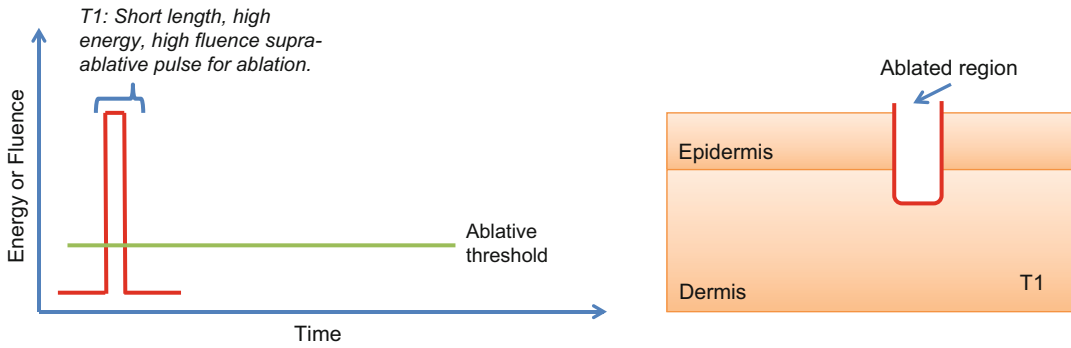 T1: Short length, high
energy, high fluence supra-
ablative pulse for ablation.
Energy or Fluence
Ablative
threshold
Time
Ablated region
Epidermis
Dermis
T1